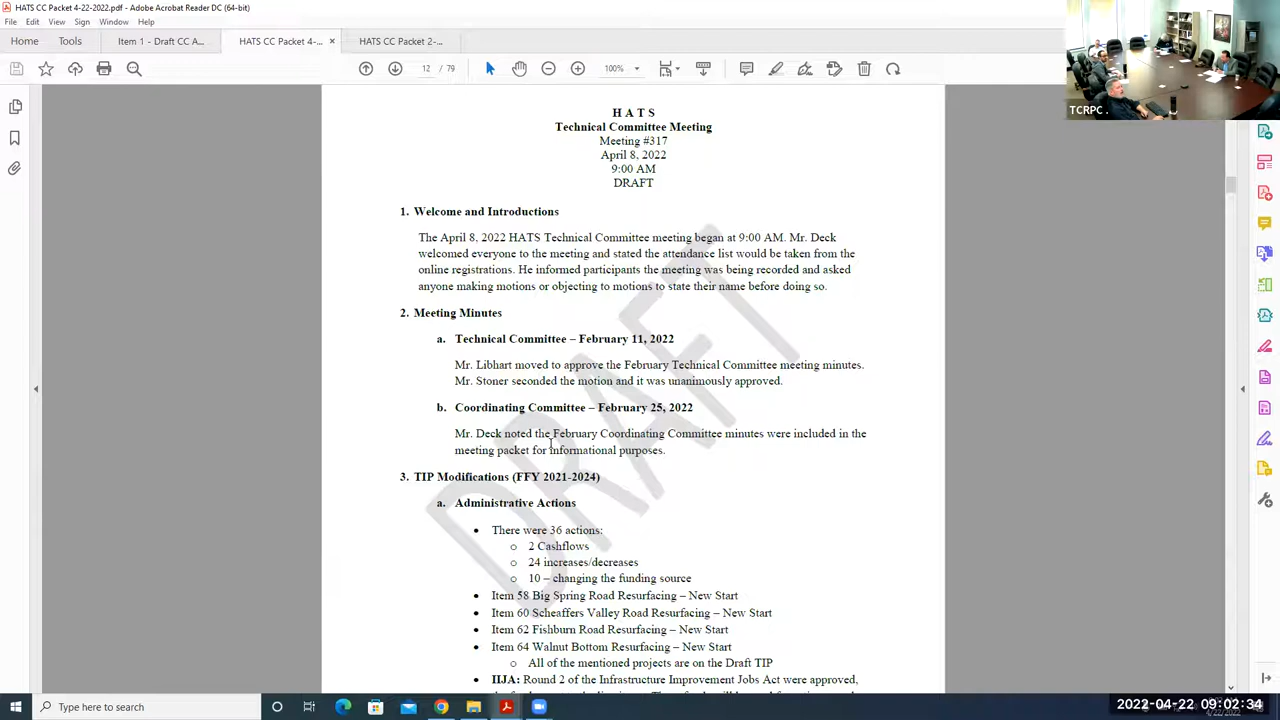 HATS CC Packet 4-22-2022.pdf - Adobe Acrobat Reader DC (64-bit)
File Edit View Sign Window Help
Home Tools Item 1 - Draft CC A... HATS CC Packet 4-... × HATS CC Packet 2-...
12 / 79 100%
TCRPC .
H A T S
Technical Committee Meeting
Meeting #317
April 8, 2022
9:00 AM
DRAFT
1. Welcome and Introductions
The April 8, 2022 HATS Technical Committee meeting began at 9:00 AM. Mr. Deck
welcomed everyone to the meeting and stated the attendance list would be taken from the
online registrations. He informed participants the meeting was being recorded and asked
anyone making motions or objecting to motions to state their name before doing so.
2. Meeting Minutes
a. Technical Committee – February 11, 2022
Mr. Libhart moved to approve the February Technical Committee meeting minutes.
Mr. Stoner seconded the motion and it was unanimously approved.
b. Coordinating Committee – February 25, 2022
Mr. Deck noted the February Coordinating Committee minutes were included in the
meeting packet for informational purposes.
3. TIP Modifications (FFY 2021-2024)
a. Administrative Actions
• There were 36 actions:
o 2 Cashflows
o 24 increases/decreases
o 10 – changing the funding source
• Item 58 Big Spring Road Resurfacing – New Start
• Item 60 Scheaffers Valley Road Resurfacing – New Start
• Item 62 Fishburn Road Resurfacing – New Start
• Item 64 Walnut Bottom Resurfacing – New Start
o All of the mentioned projects are on the Draft TIP
• IIJA: Round 2 of the Infrastructure Improvement Jobs Act were approved,
DRAFT
Type here to search
2022-04-22 09:02:34